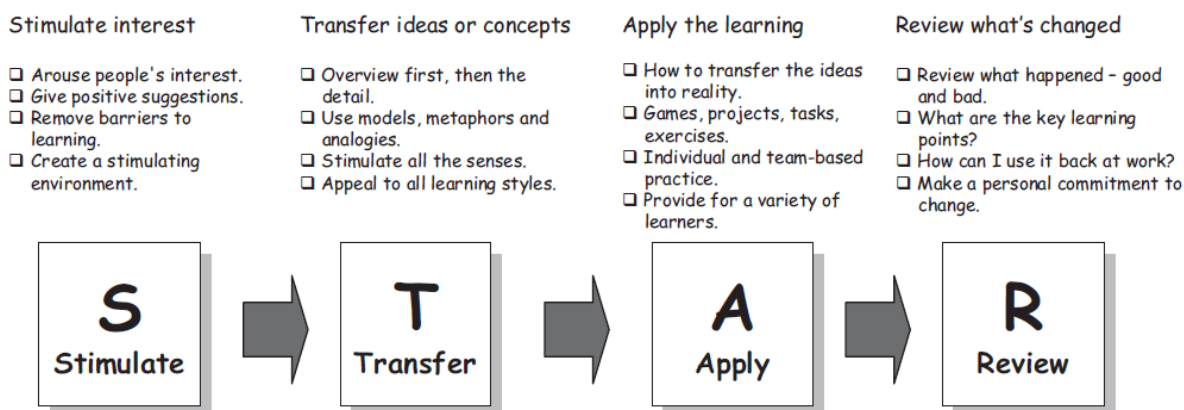 Stimulate interest
❑ Arouse people's interest.
❑ Give positive suggestions.
❑ Remove barriers to
learning.
❑ Create a stimulating
environment.
Transfer ideas or concepts
❑ Overview first, then the
detail.
❑ Use models, metaphors and
analogies.
❑ Stimulate all the senses.
❑ Appeal to all learning styles.
Apply the learning
❑ How to transfer the ideas
into reality.
❑ Games, projects, tasks,
exercises.
❑ Individual and team-based
practice.
❑ Provide for a variety of
learners.
Review what's changed
❑ Review what happened – good
and bad.
❑ What are the key learning
points?
❑ How can I use it back at work?
❑ Make a personal commitment to
change.
S
Stimulate
T
Transfer
A
Apply
R
Review